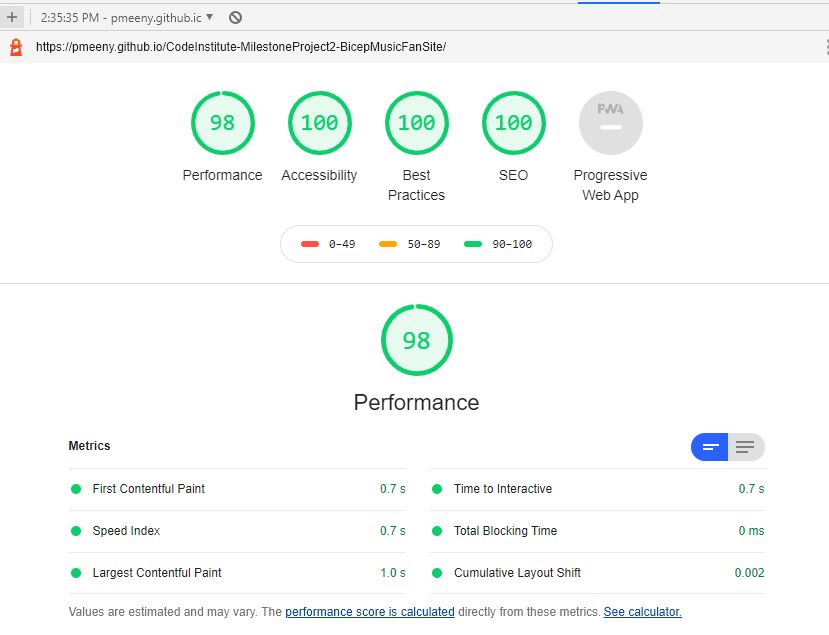 2:35:35 PM - pmeeny.github.ic
https://pmeeny.github.io/CodeInstitute-MilestoneProject2-BicepMusicFanSite/
98 100 100 100 PWA
Performance Accessibility Best Practices SEO Progressive Web App
0–49 50–89 90–100
98
Performance
Metrics
First Contentful Paint 0.7 s Time to Interactive 0.7 s
Speed Index 0.7 s Total Blocking Time 0 ms
Largest Contentful Paint 1.0 s Cumulative Layout Shift 0.002
Values are estimated and may vary. The performance score is calculated directly from these metrics. See calculator.